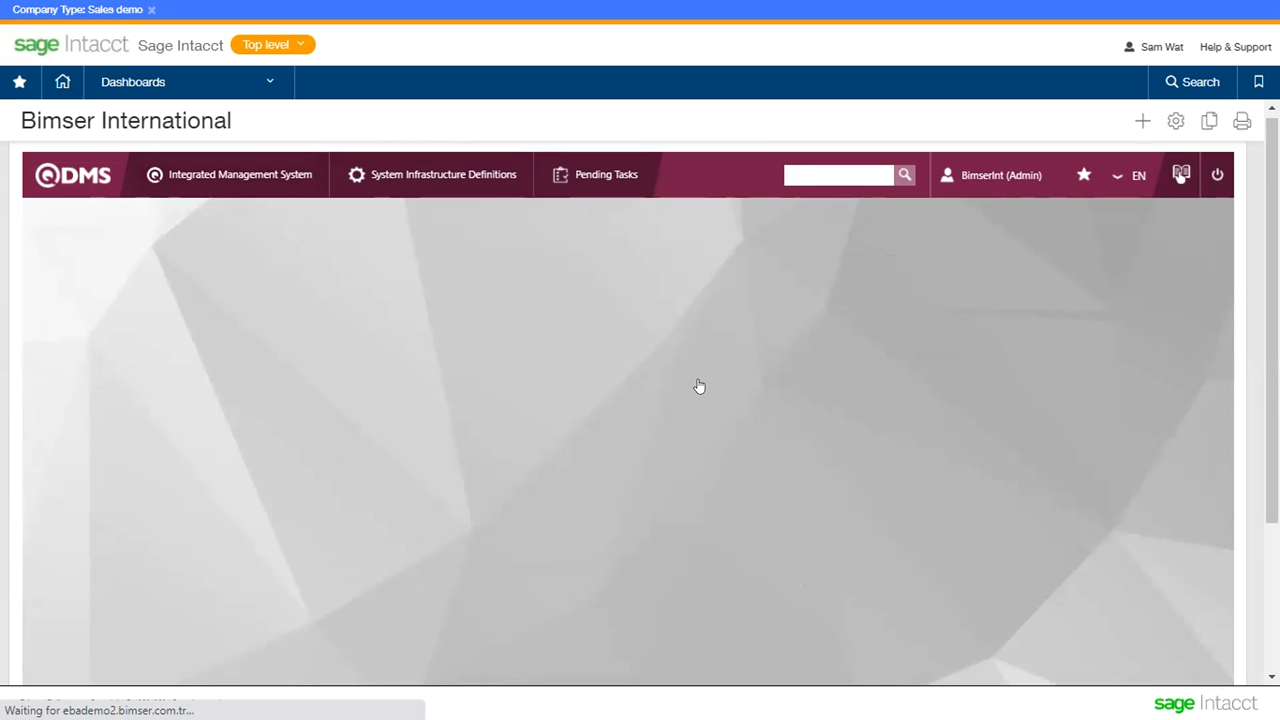 Company Type: Sales demo ×
sage Intacct Sage Intacct Top level
Sam Wat Help & Support
Dashboards Search
Bimser International
QDMS Integrated Management System System Infrastructure Definitions Pending Tasks BimserInt (Admin) EN
Waiting for ebademo2.bimser.com.tr...
sage Intacct